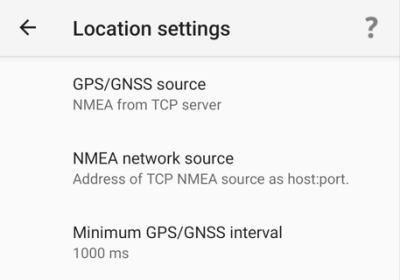 Location settings ?
GPS/GNSS source
NMEA from TCP server
NMEA network source
Address of TCP NMEA source as host:port.
Minimum GPS/GNSS interval
1000 ms